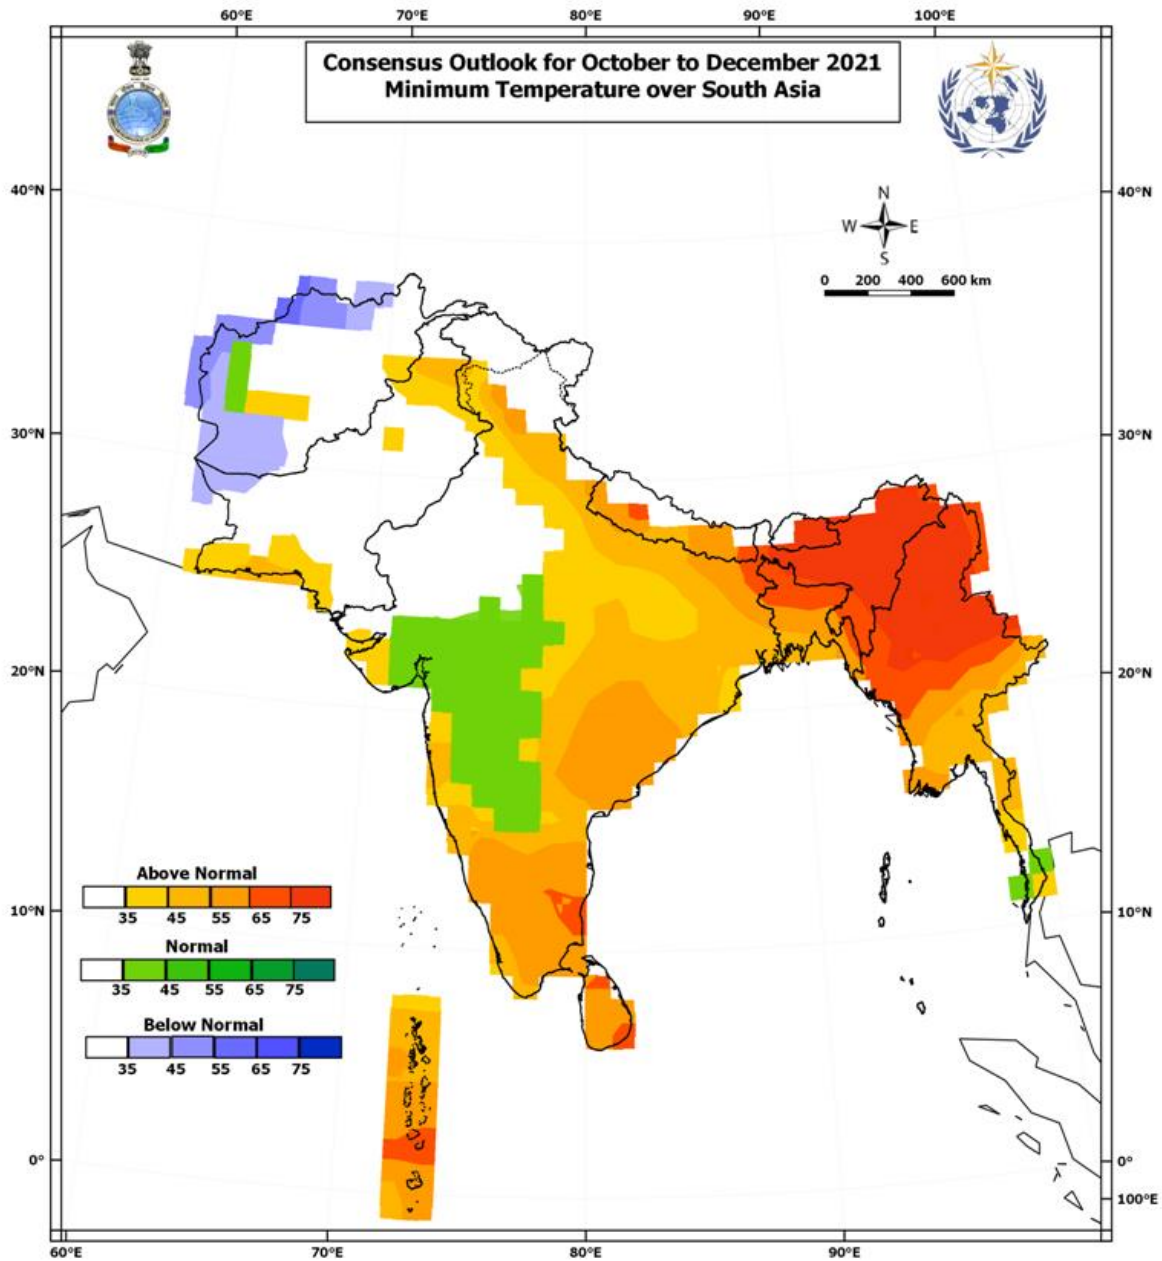 60°E 70°E 80°E 90°E 100°E
Consensus Outlook for October to December 2021
Minimum Temperature over South Asia
40°N 40°N
N
W E
S
0 200 400 600 km
30°N 30°N
20°N 20°N
Above Normal
35 45 55 65 75
10°N 10°N
Normal
35 45 55 65 75
Below Normal
35 45 55 65 75
0° 0°
100°E
60°E 70°E 80°E 90°E